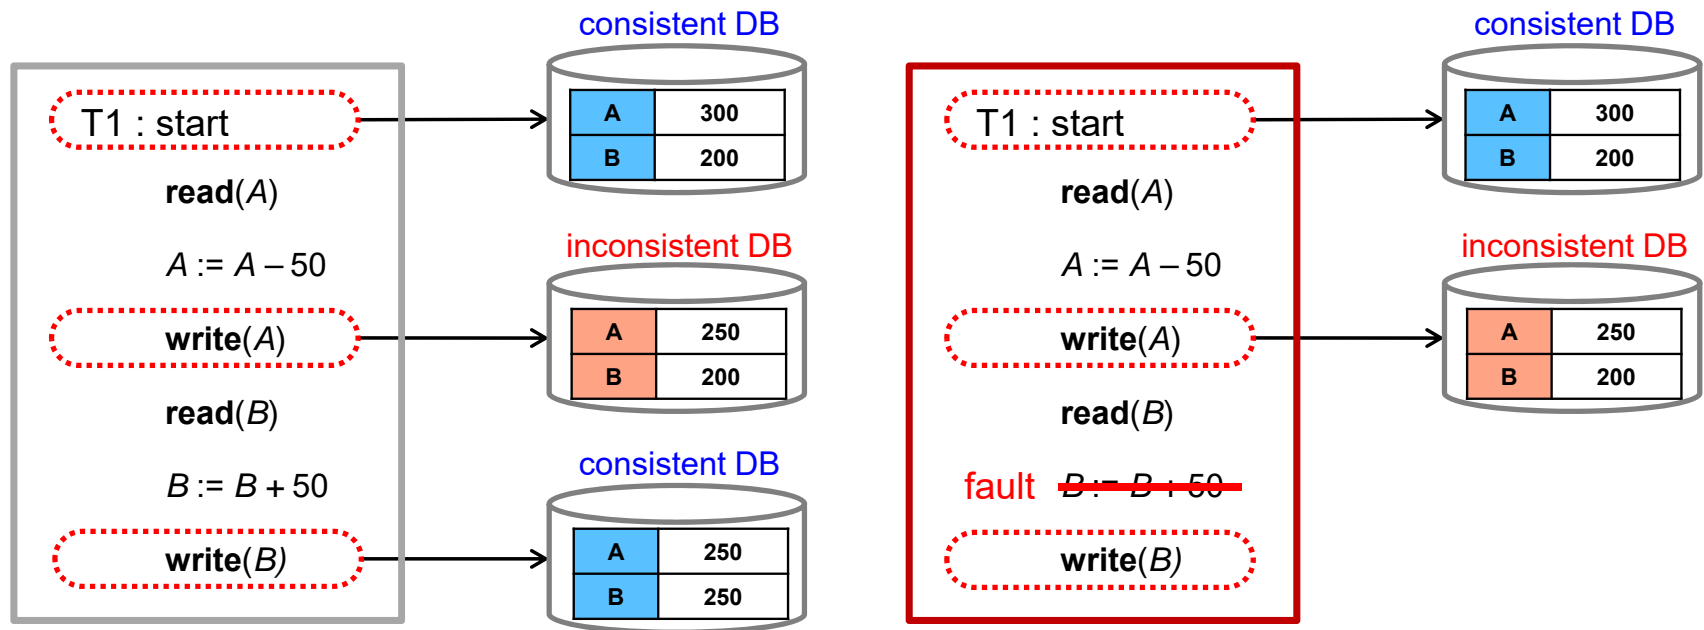 consistent DB
T1 : start
A 300
B 200
read(A)
inconsistent DB
A := A – 50
write(A)
A 250
B 200
read(B)
consistent DB
B := B + 50
write(B)
A 250
B 250
consistent DB
T1 : start
A 300
B 200
read(A)
inconsistent DB
A := A – 50
write(A)
A 250
B 200
read(B)
fault B := B + 50
write(B)